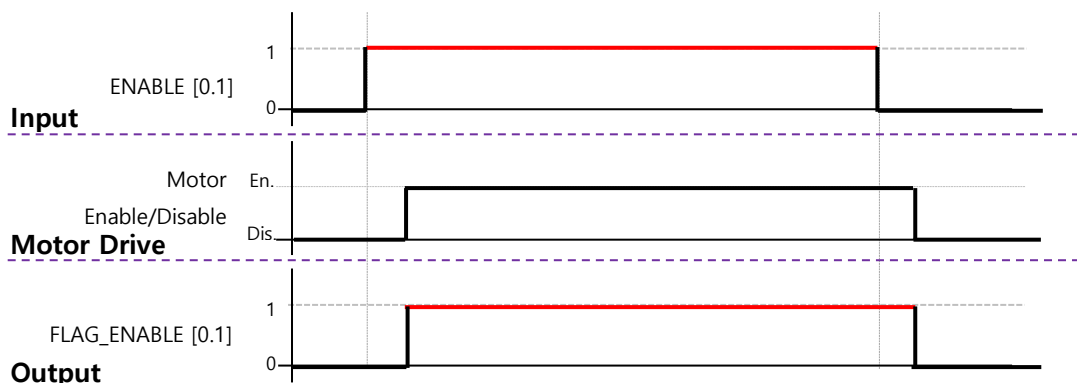 1
ENABLE [0.1]
0
Input
Motor En.
Enable/Disable
Dis.
Motor Drive
1
FLAG_ENABLE [0.1]
0
Output